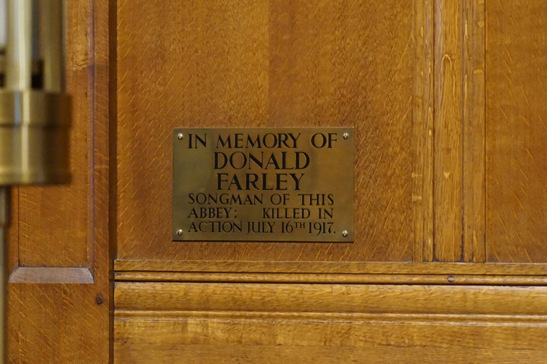 IN MEMORY OF
DONALD
FARLEY
SONGMAN OF THIS
ABBEY: KILLED IN
ACTION JULY 16TH 1917.